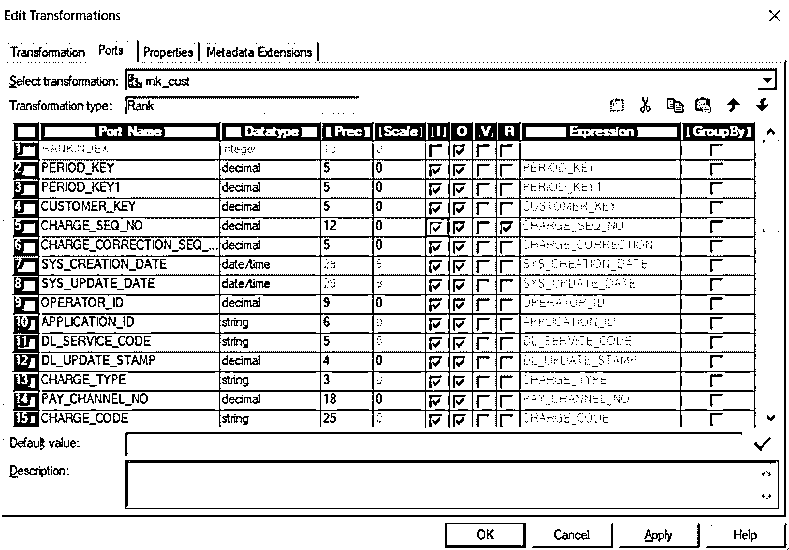 Edit Transformations
Transformation Ports Properties Metadata Extensions
Select transformation: mk_cust
Transformation type: Rank
Port Name Datatype Prec Scale I O V R Expression GroupBy
1 RANKINDEX integer 10 0
2 PERIOD_KEY decimal 5 0 PERIOD_KEY
3 PERIOD_KEY1 decimal 5 0 PERIOD_KEY1
4 CUSTOMER_KEY decimal 5 0 CUSTOMER_KEY
5 CHARGE_SEQ_NO decimal 12 0 CHARGE_SEQ_NO
6 CHARGE_CORRECTION_SEQ_... decimal 5 0 CHARGE_CORRECTION
7 SYS_CREATION_DATE date/time SYS_CREATION_DATE
8 SYS_UPDATE_DATE date/time SYS_UPDATE_DATE
9 OPERATOR_ID decimal 9 0 OPERATOR_ID
10 APPLICATION_ID string 6 0 APPLICATION_ID
11 DL_SERVICE_CODE string 5 0 DL_SERVICE_CODE
12 DL_UPDATE_STAMP decimal 4 0 DL_UPDATE_STAMP
13 CHARGE_TYPE string 3 0 CHARGE_TYPE
14 PAY_CHANNEL_NO decimal 18 0 PAY_CHANNEL_NO
15 CHARGE_CODE string 25 0 CHARGE_CODE
Default value:
Description:
OK Cancel Apply Help